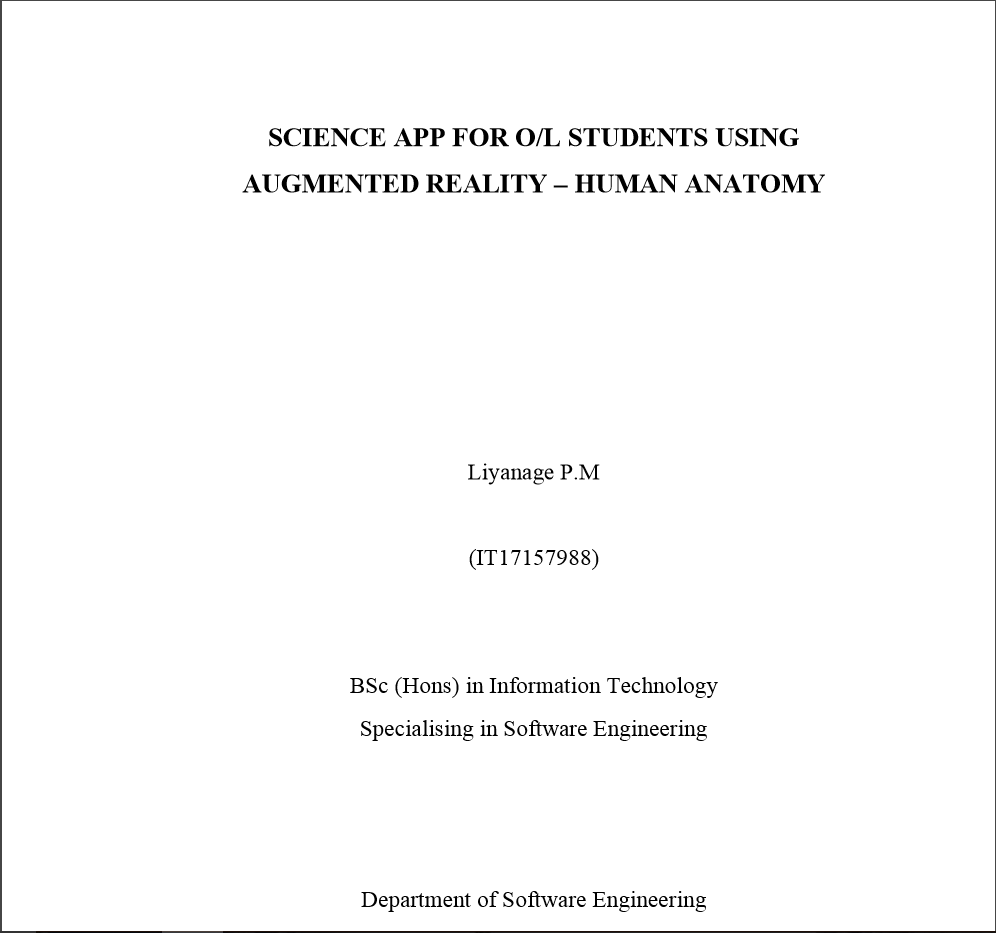 SCIENCE APP FOR O/L STUDENTS USING
AUGMENTED REALITY – HUMAN ANATOMY
Liyanage P.M
(IT17157988)
BSc (Hons) in Information Technology
Specialising in Software Engineering
Department of Software Engineering